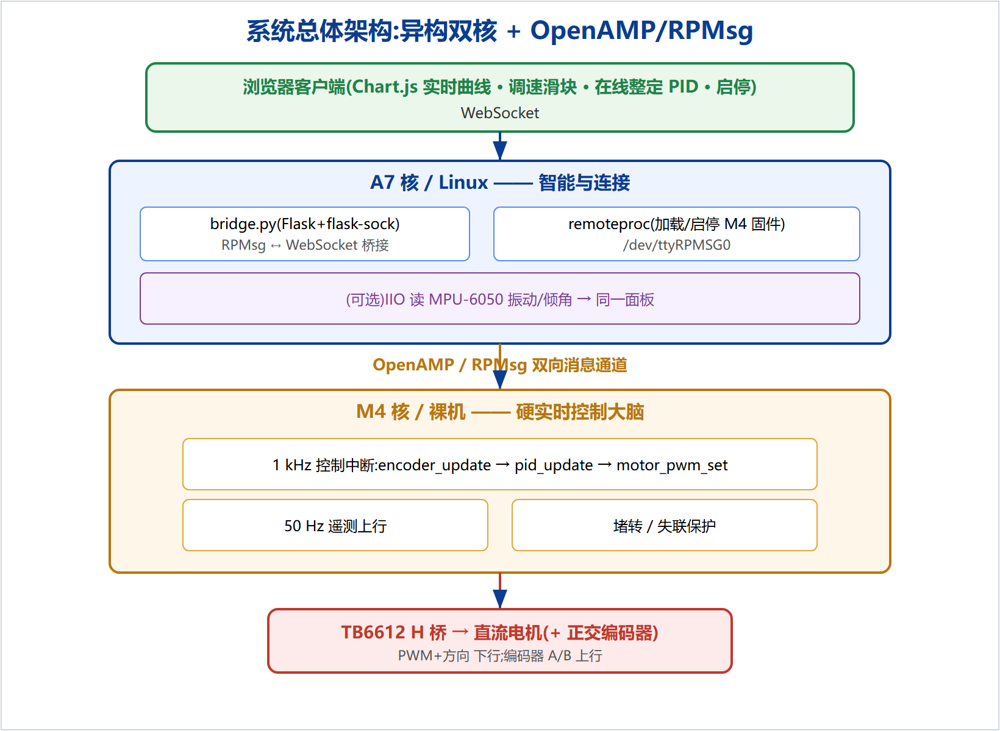 系统总体架构:异构双核 + OpenAMP/RPMsg
浏览器客户端(Chart.js 实时曲线 • 调速滑块 • 在线整定 PID • 启停)
WebSocket
A7 核 / Linux —— 智能与连接
bridge.py(Flask+flask-sock)
RPMsg ↔ WebSocket 桥接
remoteproc(加载/启停 M4 固件)
/dev/ttyRPMSG0
(可选)IIO 读 MPU-6050 振动/倾角 → 同一面板
OpenAMP / RPMsg 双向消息通道
M4 核 / 裸机 —— 硬实时控制大脑
1 kHz 控制中断:encoder_update → pid_update → motor_pwm_set
50 Hz 遥测上行
堵转 / 失联保护
TB6612 H 桥 → 直流电机(+ 正交编码器)
PWM+方向 下行;编码器 A/B 上行